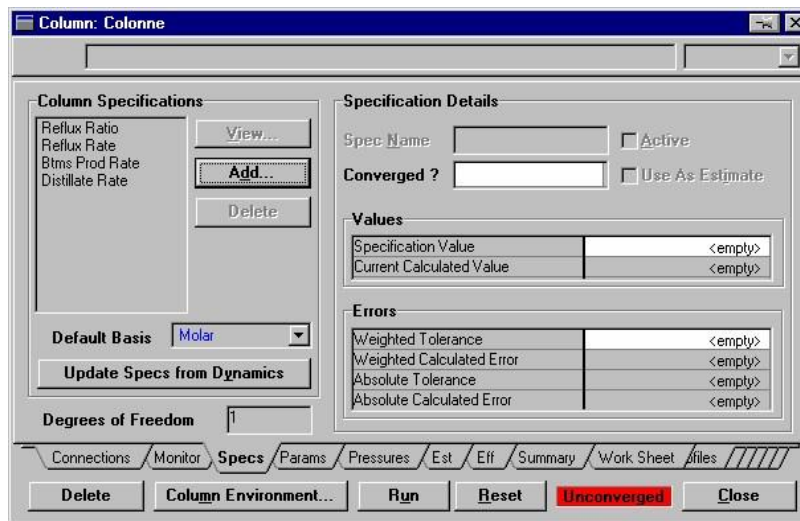 Column: Colonne
Column Specifications
Reflux Ratio
Reflux Rate
Btms Prod Rate
Distillate Rate
View...
Add...
Delete
Default Basis Molar
Update Specs from Dynamics
Degrees of Freedom 1
Specification Details
Spec Name
Active
Converged ?
Use As Estimate
Values
Specification Value <empty>
Current Calculated Value <empty>
Errors
Weighted Tolerance <empty>
Weighted Calculated Error <empty>
Absolute Tolerance <empty>
Absolute Calculated Error <empty>
Connections Monitor Specs Params Pressures Est Eff Summary Work Sheet ofiles
Delete Column Environment... Run Reset Unconverged Close